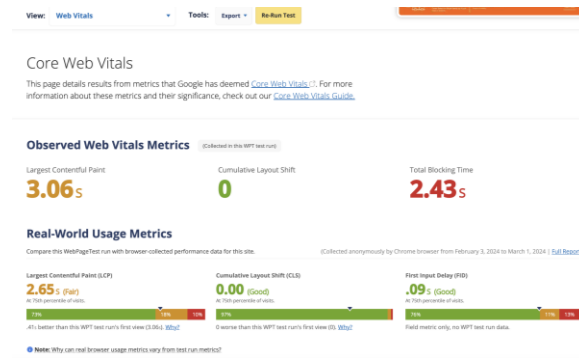 View: Web Vitals Tools: Export Re-Run Test
Core Web Vitals
This page details results from metrics that Google has deemed Core Web Vitals. For more
information about these metrics and their significance, check out our Core Web Vitals Guide.
Observed Web Vitals Metrics (Collected in this WPT test run)
Largest Contentful Paint Cumulative Layout Shift Total Blocking Time
3.06s 0 2.43s
Real-World Usage Metrics
Compare this WebPageTest run with browser-collected performance data for this site. (Collected anonymously by Chrome browser from February 3, 2024 to March 1, 2024 | Full Report
Largest Contentful Paint (LCP) Cumulative Layout Shift (CLS) First Input Delay (FID)
2.65 s (Fair) 0.00 (Good) .09 s (Good)
At 75th percentile of visits. At 75th percentile of visits. At 75th percentile of visits.
73% 10% 97% 76% 11% 13%
.41s better than this WPT test run's first view (3.06s). Why? 0 worse than this WPT test run's first view (0). Why? Field metric only, no WPT test run data.
Note: Why can real browser usage metrics vary from test run metrics?